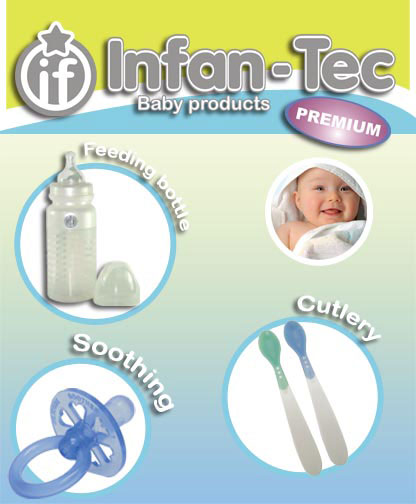 if
Infan-Tec
Baby products
PREMIUM
Feeding bottle
Cutlery
Soothing